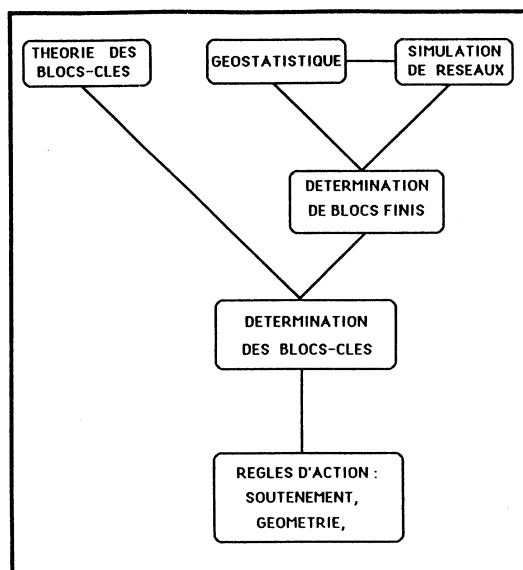 THEORIE DES
BLOCS-CLES
GEOSTATISTIQUE
SIMULATION
DE RESEAUX
DETERMINATION
DE BLOCS FINIS
DETERMINATION
DES BLOCS-CLES
REGLES D'ACTION :
SOUTENEMENT,
GEOMETRIE,